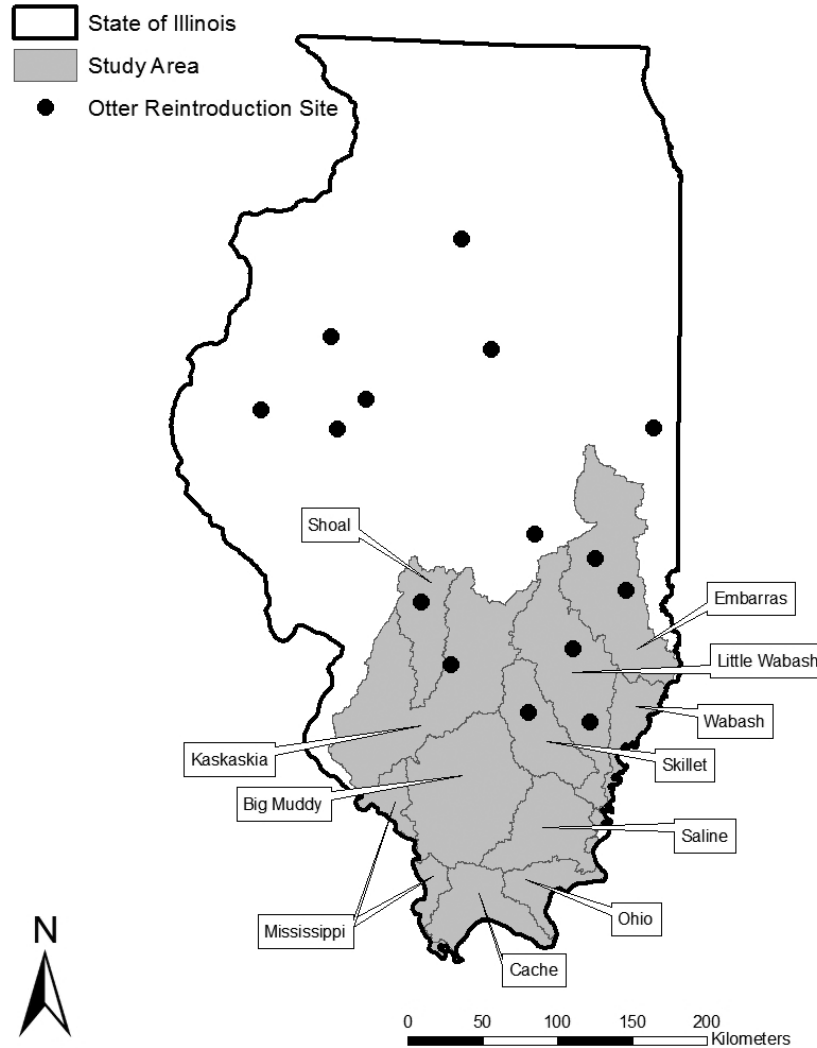 State of Illinois
Study Area
Otter Reintroduction Site
Shoal
Embarras
Little Wabash
Wabash
Kaskaskia
Skillet
Big Muddy
Saline
Mississippi
Ohio
Cache
N
0 50 100 150 200
Kilometers